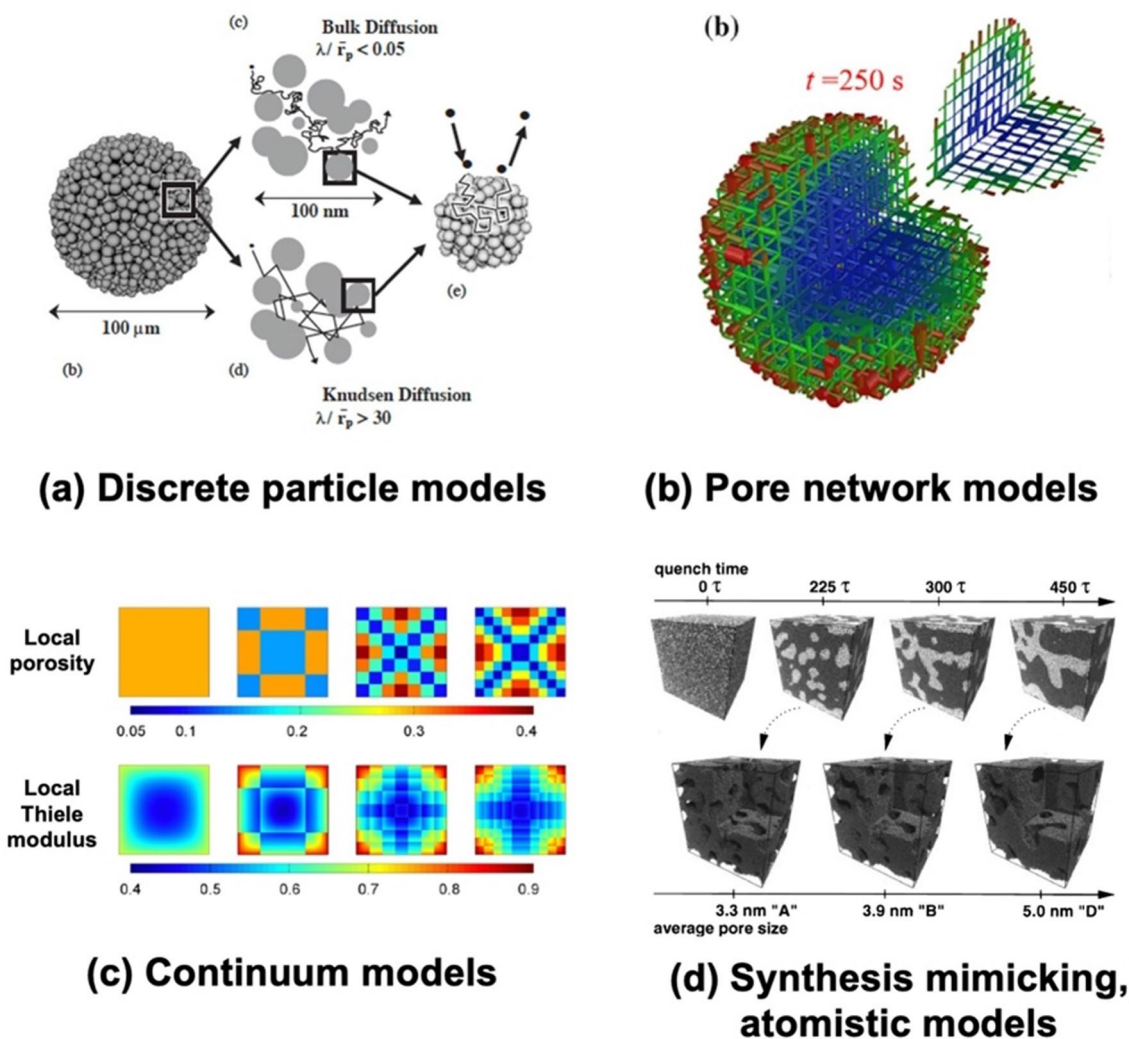 (c)
Bulk Diffusion
λ/ r̄p < 0.05
100 nm
100 μm
(e)
(b)
(d)
Knudsen Diffusion
λ/ r̄p > 30
(a) Discrete particle models
(b)
t =250 s
(b) Pore network models
Local
porosity
0.05 0.1 0.2 0.3 0.4
Local
Thiele
modulus
0.4 0.5 0.6 0.7 0.8 0.9
(c) Continuum models
quench time
0 τ 225 τ 300 τ 450 τ
3.3 nm "A" 3.9 nm "B" 5.0 nm "D"
average pore size
(d) Synthesis mimicking,
atomistic models